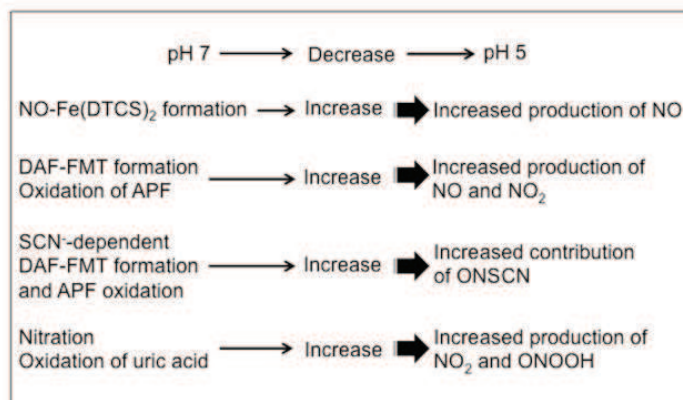 pH 7 → Decrease → pH 5
NO-Fe(DTCS)₂ formation → Increase ➡ Increased production of NO
DAF-FMT formation
Oxidation of APF → Increase ➡ Increased production of
NO and NO₂
SCN⁻-dependent
DAF-FMT formation
and APF oxidation → Increase ➡ Increased contribution
of ONSCN
Nitration
Oxidation of uric acid → Increase ➡ Increased production of
NO₂ and ONOOH